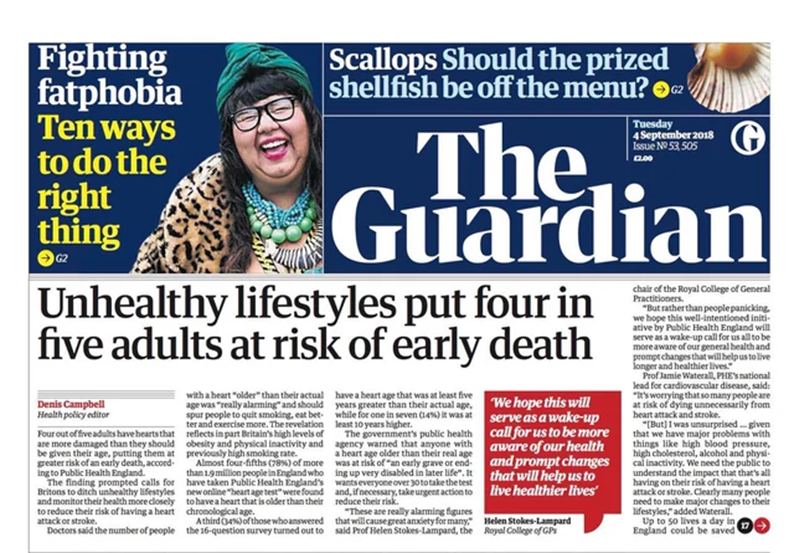 Fighting
fatphobia
Ten ways
to do the
right
thing
G2
Scallops Should the prized
shellfish be off the menu? G2
Tuesday
4 September 2018
Issue № 53,505
£2.00
G
The
Guardian
Unhealthy lifestyles put four in
five adults at risk of early death
Denis Campbell
Health policy editor
Four out of five adults have hearts that
are more damaged than they should
be given their age, putting them at
greater risk of an early death, accord-
ing to Public Health England.
The finding prompted calls for
Britons to ditch unhealthy lifestyles
and monitor their health more closely
to reduce their risk of having a heart
attack or stroke.
Doctors said the number of people
with a heart “older” than their actual
age was “really alarming” and should
spur people to quit smoking, eat bet-
ter and exercise more. The revelation
reflects in part Britain’s high levels of
obesity and physical inactivity and
previously high smoking rate.
Almost four-fifths (78%) of more
than 1.9 million people in England who
have taken Public Health England’s
new online “heart age test” were found
to have a heart that is older than their
chronological age.
A third (34%) of those who answered
the 16-question survey turned out to
have a heart age that was at least five
years greater than their actual age,
while for one in seven (14%) it was at
least 10 years higher.
The government’s public health
agency warned that anyone with
a heart age older than their real age
was at risk of “an early grave or end-
ing up very disabled in later life”. It
wants everyone over 30 to take the test
and, if necessary, take urgent action to
reduce their risk.
“These are really alarming figures
that will cause great anxiety for many,”
said Prof Helen Stokes-Lampard, the
‘We hope this will
serve as a wake-up
call for us to be more
aware of our health
and prompt changes
that will help us to
live healthier lives’
Helen Stokes-Lampard
Royal College of GPs
chair of the Royal College of General
Practitioners.
“But rather than people panicking,
we hope this well-intentioned initi-
ative by Public Health England will
serve as a wake-up call for us all to be
more aware of our general health and
prompt changes that will help us to live
longer and healthier lives.”
Prof Jamie Waterall, PHE’s national
lead for cardiovascular disease, said:
“It’s worrying that so many people are
at risk of dying unnecessarily from
heart attack and stroke.
“[But] I was unsurprised ... given
that we have major problems with
things like high blood pressure,
high cholesterol, alcohol and physi-
cal inactivity. We need the public to
understand the impact that that’s all
having on their risk of having a heart
attack or stroke. Clearly many people
need to make major changes to their
lifestyles,” added Waterall.
Up to 50 lives a day in
England could be saved 17